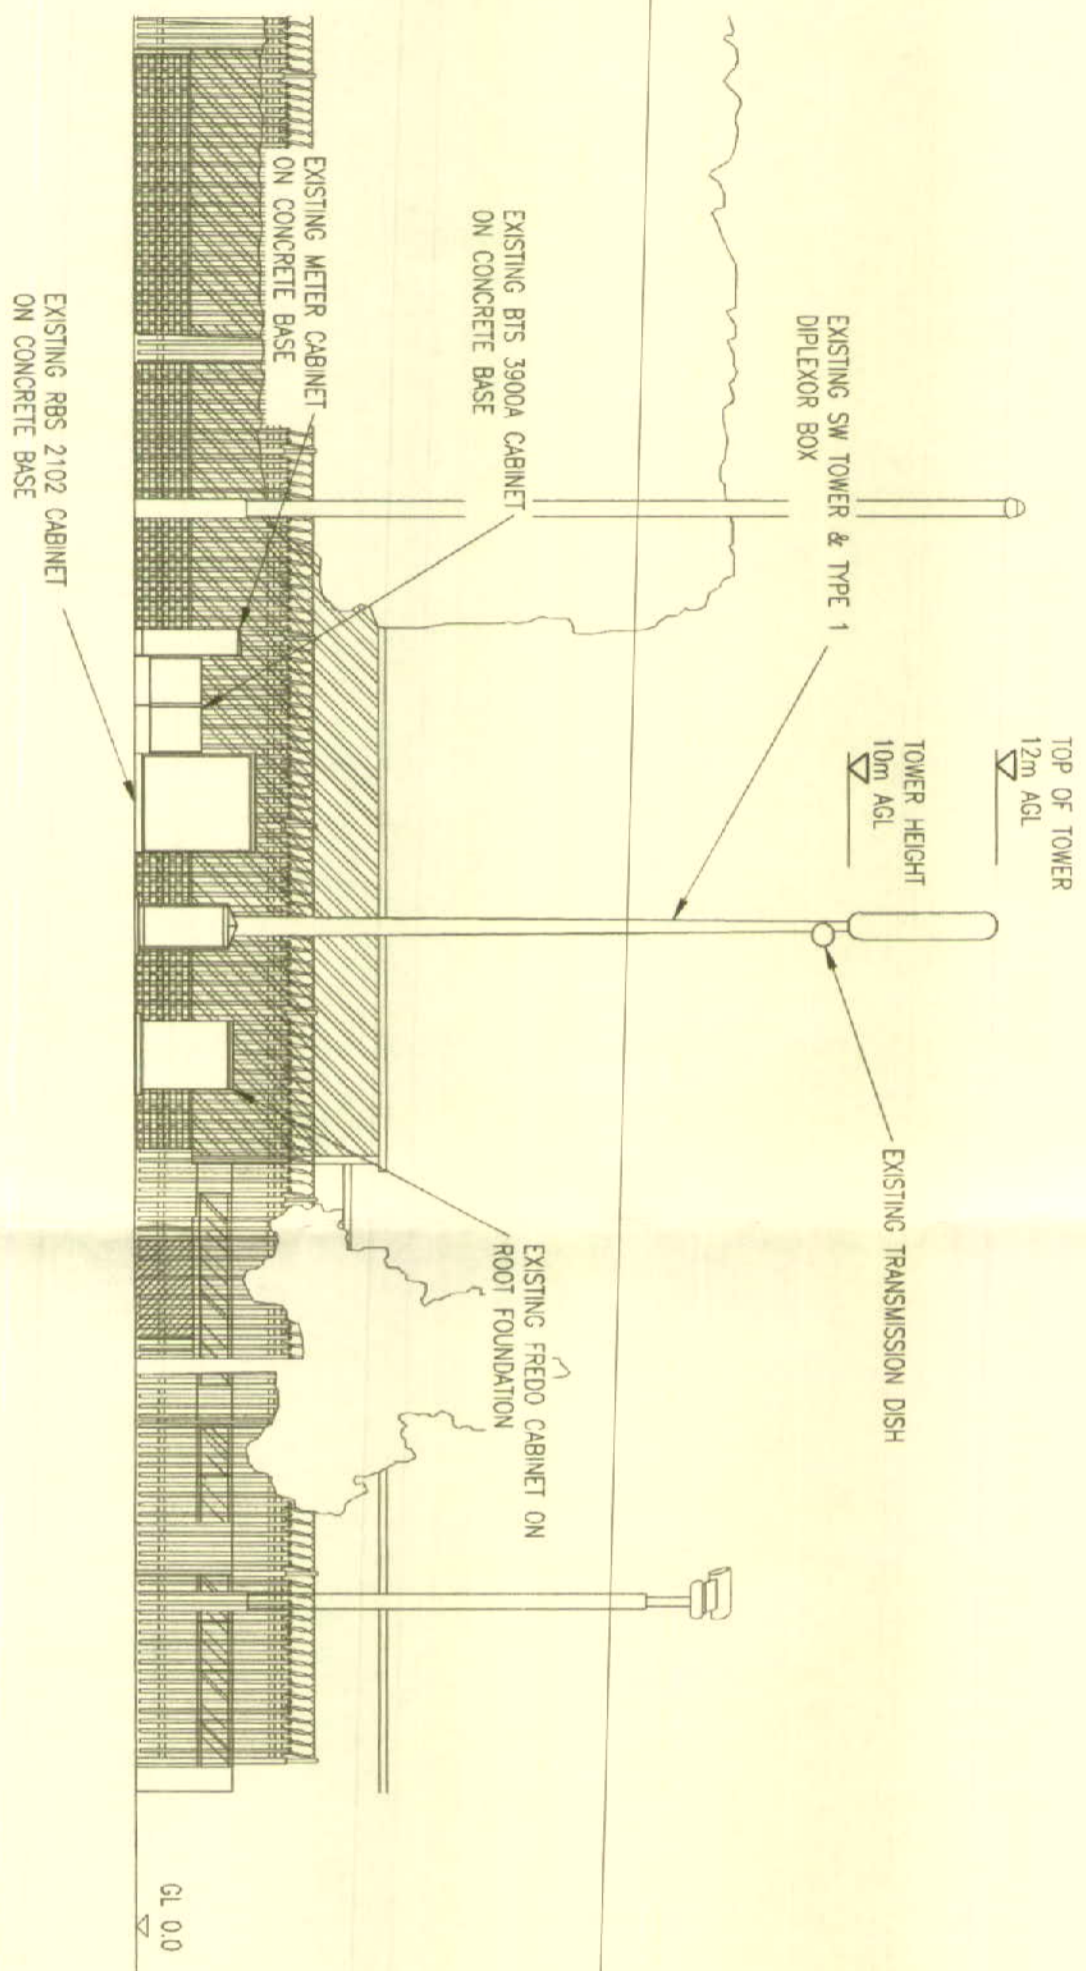 TOP OF TOWER
12m AGL
TOWER HEIGHT
10m AGL
EXISTING SW TOWER & TYPE 1
DIPLEXOR BOX
EXISTING TRANSMISSION DISH
EXISTING BTS 3900A CABINET
ON CONCRETE BASE
EXISTING FREDO CABINET ON
ROOT FOUNDATION
EXISTING METER CABINET
ON CONCRETE BASE
GL 0.0
EXISTING RBS 2102 CABINET
ON CONCRETE BASE